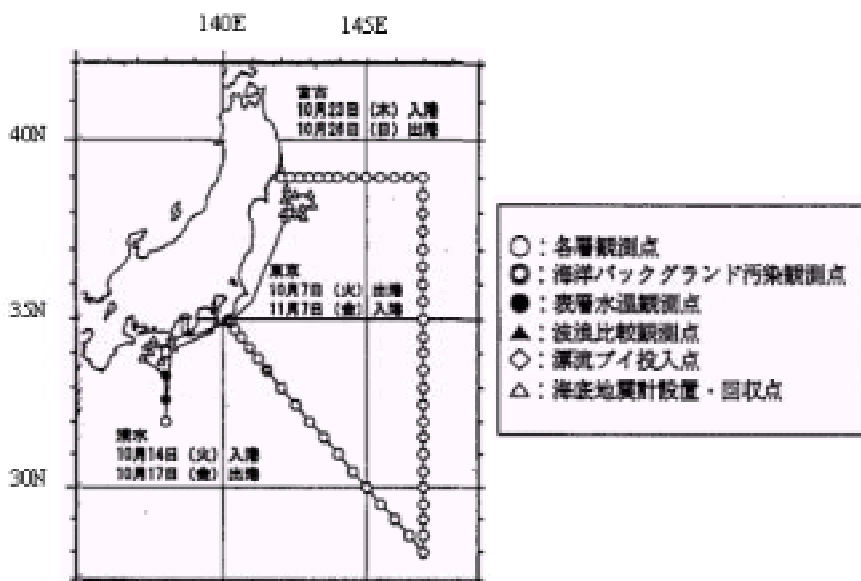 140E 145E
宮古
10月22日（木）入港
10月26日（日）出港
40N
東京
10月7日（火）出港
11月7日（金）入港
35N
清水
10月14日（火）入港
10月17日（金）出港
30N
○：各層観測点
：海洋バックグランド汚染観測点
●：表層水温観測点
▲：波浪比較観測点
◇：漂流ブイ投入点
△：海底地震計設置・回収点